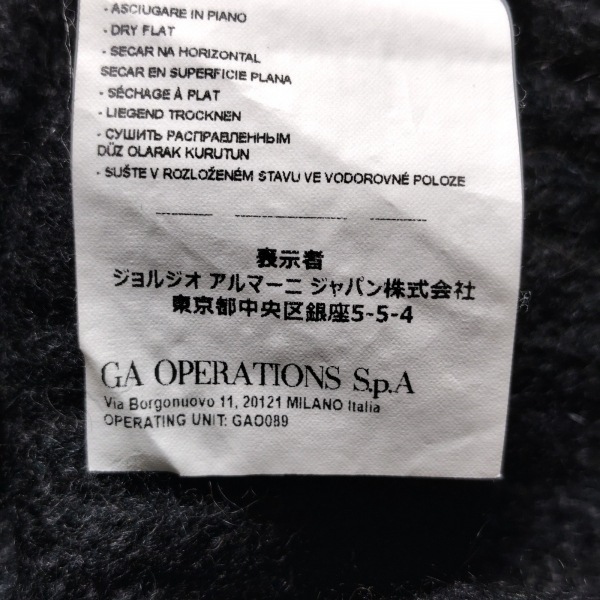 - ASCIUGARE IN PIANO
- DRY FLAT
- SECAR NA HORIZONTAL
SECAR EN SUPERFICIE PLANA
- SÉCHAGE À PLAT
- LIEGEND TROCKNEN
- СУШИТЬ РАСПРАВЛЕННЫМ
DÜZ OLARAK KURUTUN
- SUŠTE V ROZLOŽENÉM STAVU VE VODOROVNÉ POLOZE
表示者
ジョルジオ アルマーニ ジャパン株式会社
東京都中央区銀座5-5-4
GA OPERATIONS S.p.A
Via Borgonuovo 11, 20121 MILANO Italia
OPERATING UNIT: GAO089